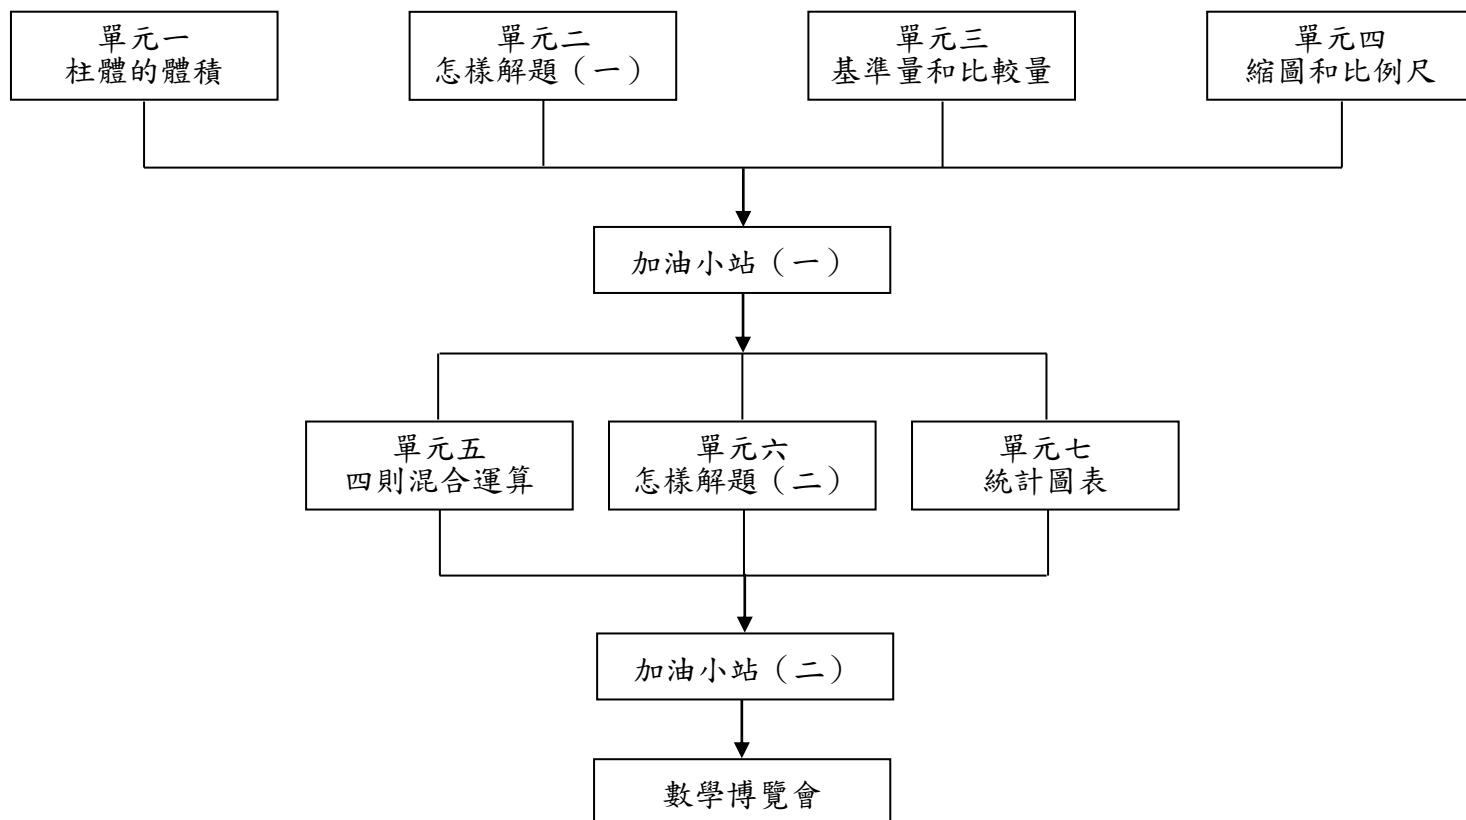 單元一
柱體的體積
單元二
怎樣解題（一）
單元三
基準量和比較量
單元四
縮圖和比例尺
加油小站（一）
單元五
四則混合運算
單元六
怎樣解題（二）
單元七
統計圖表
加油小站（二）
數學博覽會